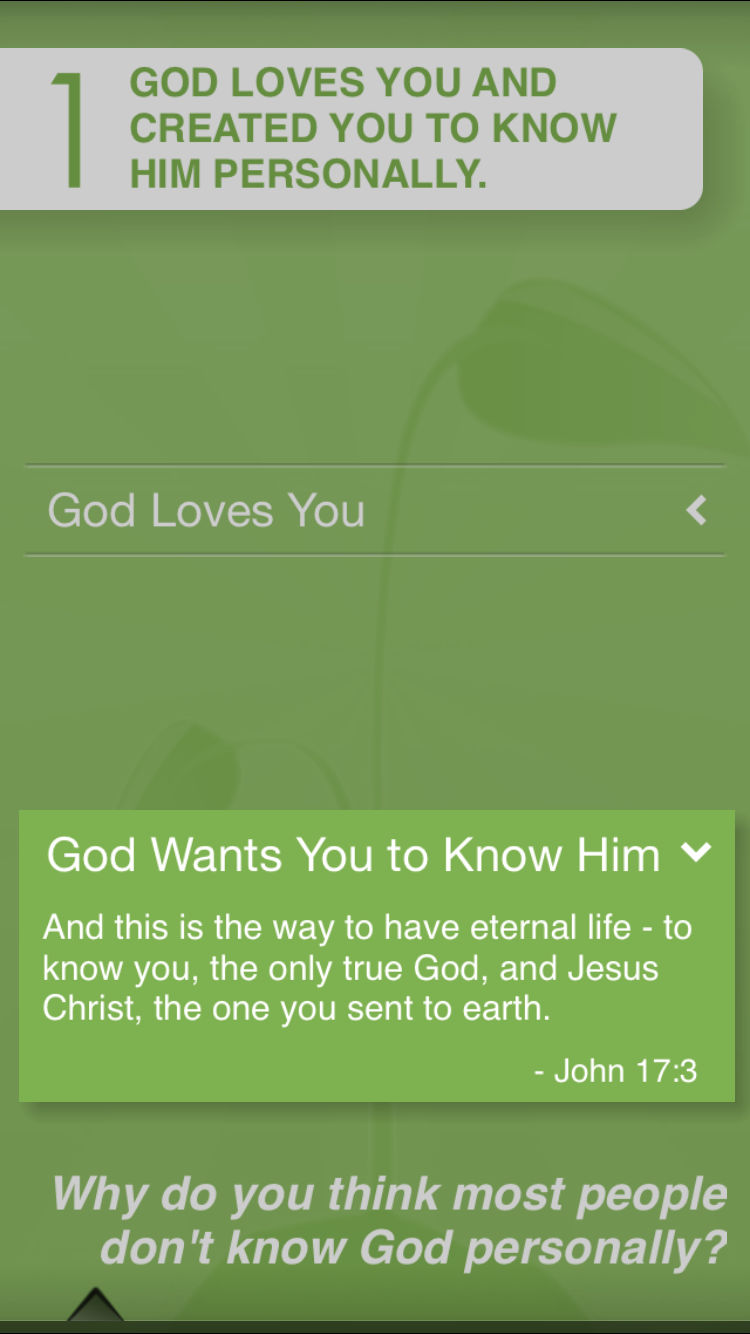 1
GOD LOVES YOU AND
CREATED YOU TO KNOW
HIM PERSONALLY.
God Loves You
God Wants You to Know Him
And this is the way to have eternal life - to
know you, the only true God, and Jesus
Christ, the one you sent to earth.
- John 17:3
Why do you think most people
don't know God personally?